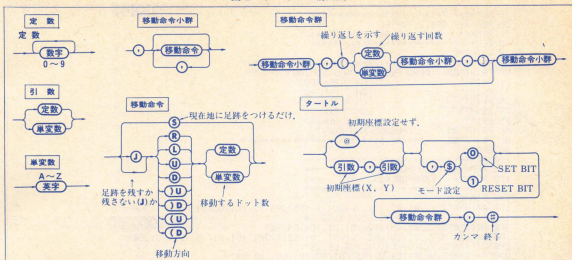 定 数
定 数
数字
0～9
引 数
定数
単変数
単変数
A～Z
英字
移動命令小群
,
移動命令
,
移動命令
S
現在地に足跡をつけるだけ.
J
R
L
U
D
)U
)D
(U
(D
足跡を残すか
残さない(J)か
定数
単変数
移動するドット数
移動方向
移動命令群
繰り返しを示す
繰り返す回数
移動命令小群
,
[
定数
単変数
移動命令小群
,
]
移動命令小群
タートル
@
初期座標設定せず.
引数
,
引数
初期座標(X, Y)
,
$
0
1
SET BIT
モード設定
RESET BIT
移動命令群
,
カンマ 終了